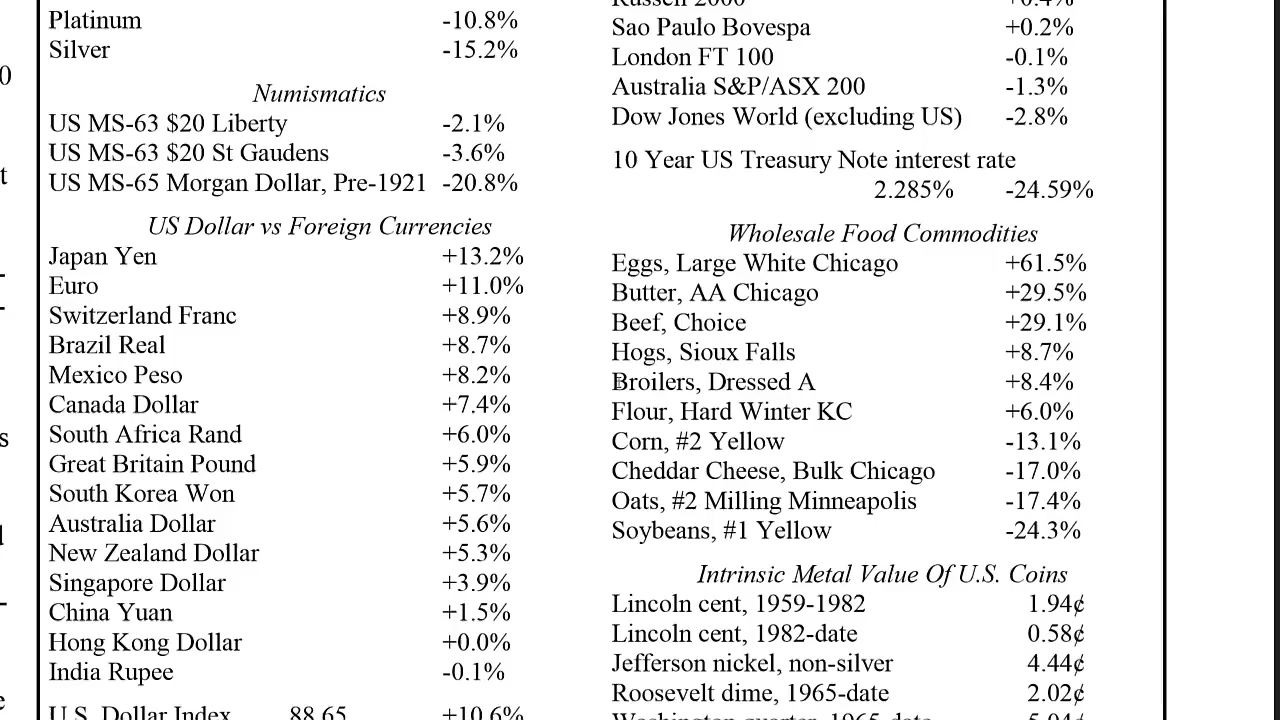 Platinum -10.8%
Silver -15.2%
Numismatics
US MS-63 $20 Liberty -2.1%
US MS-63 $20 St Gaudens -3.6%
US MS-65 Morgan Dollar, Pre-1921 -20.8%
US Dollar vs Foreign Currencies
Japan Yen +13.2%
Euro +11.0%
Switzerland Franc +8.9%
Brazil Real +8.7%
Mexico Peso +8.2%
Canada Dollar +7.4%
South Africa Rand +6.0%
Great Britain Pound +5.9%
South Korea Won +5.7%
Australia Dollar +5.6%
New Zealand Dollar +5.3%
Singapore Dollar +3.9%
China Yuan +1.5%
Hong Kong Dollar +0.0%
India Rupee -0.1%
U.S. Dollar Index 88.65 +10.6%
Russell 2000 +0.4%
Sao Paulo Bovespa +0.2%
London FT 100 -0.1%
Australia S&P/ASX 200 -1.3%
Dow Jones World (excluding US) -2.8%
10 Year US Treasury Note interest rate
2.285% -24.59%
Wholesale Food Commodities
Eggs, Large White Chicago +61.5%
Butter, AA Chicago +29.5%
Beef, Choice +29.1%
Hogs, Sioux Falls +8.7%
Broilers, Dressed A +8.4%
Flour, Hard Winter KC +6.0%
Corn, #2 Yellow -13.1%
Cheddar Cheese, Bulk Chicago -17.0%
Oats, #2 Milling Minneapolis -17.4%
Soybeans, #1 Yellow -24.3%
Intrinsic Metal Value Of U.S. Coins
Lincoln cent, 1959-1982 1.94¢
Lincoln cent, 1982-date 0.58¢
Jefferson nickel, non-silver 4.44¢
Roosevelt dime, 1965-date 2.02¢
Washington quarter, 1965-date 5.04¢